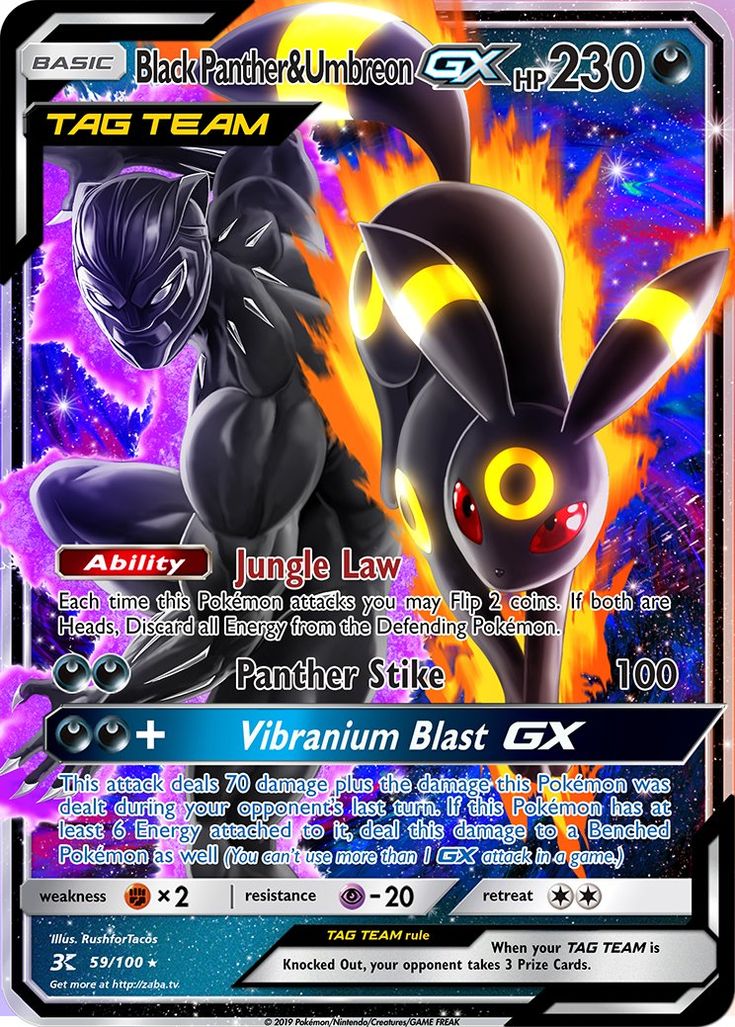 BASIC Black Panther&Umbreon GX HP 230
TAG TEAM
Ability Jungle Law
Each time this Pokémon attacks you may Flip 2 coins. If both are
Heads, Discard all Energy from the Defending Pokémon.
Panther Stike 100
+ Vibranium Blast GX
This attack deals 70 damage plus the damage this Pokémon was
dealt during your opponent's last turn. If this Pokémon has at
least 6 Energy attached to it, deal this damage to a Benched
Pokémon as well (You can't use more than 1 GX attack in a game.)
weakness ×2 | resistance -20 retreat
'Illus. RushforTacos
59/100 ★
Get more at http://zaba.tv
TAG TEAM rule
When your TAG TEAM is
Knocked Out, your opponent takes 3 Prize Cards.
© 2019 Pokémon/Nintendo/Creatures/GAME FREAK